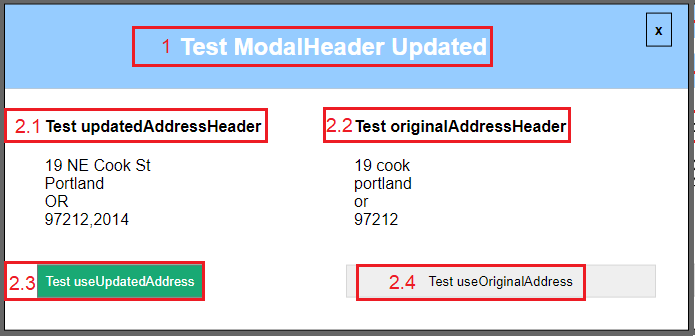 1 Test ModalHeader Updated
x
2.1 Test updatedAddressHeader
2.2 Test originalAddressHeader
19 NE Cook St
Portland
OR
97212,2014
19 cook
portland
or
97212
2.3 Test useUpdatedAddress
2.4 Test useOriginalAddress